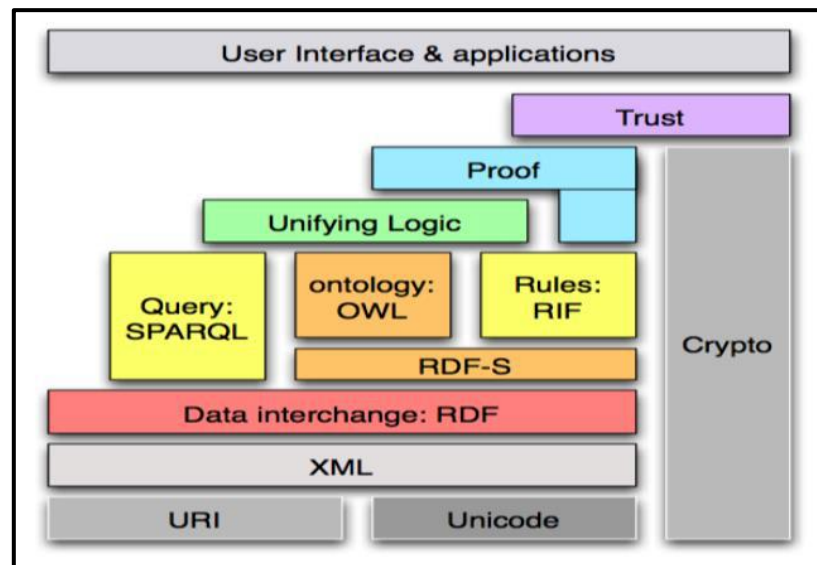 User Interface & applications
Trust
Proof
Unifying Logic
Query:
SPARQL
ontology:
OWL
Rules:
RIF
Crypto
RDF-S
Data interchange: RDF
XML
URI
Unicode